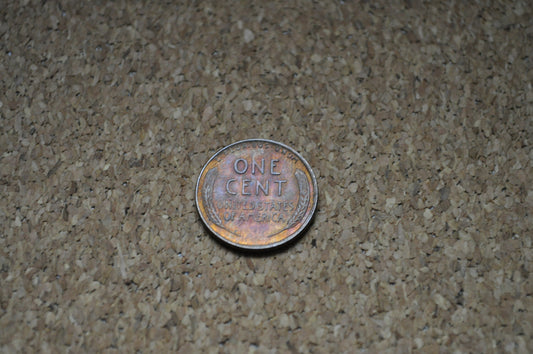 ONE
CENT
UNITED STATES
OF AMERICA